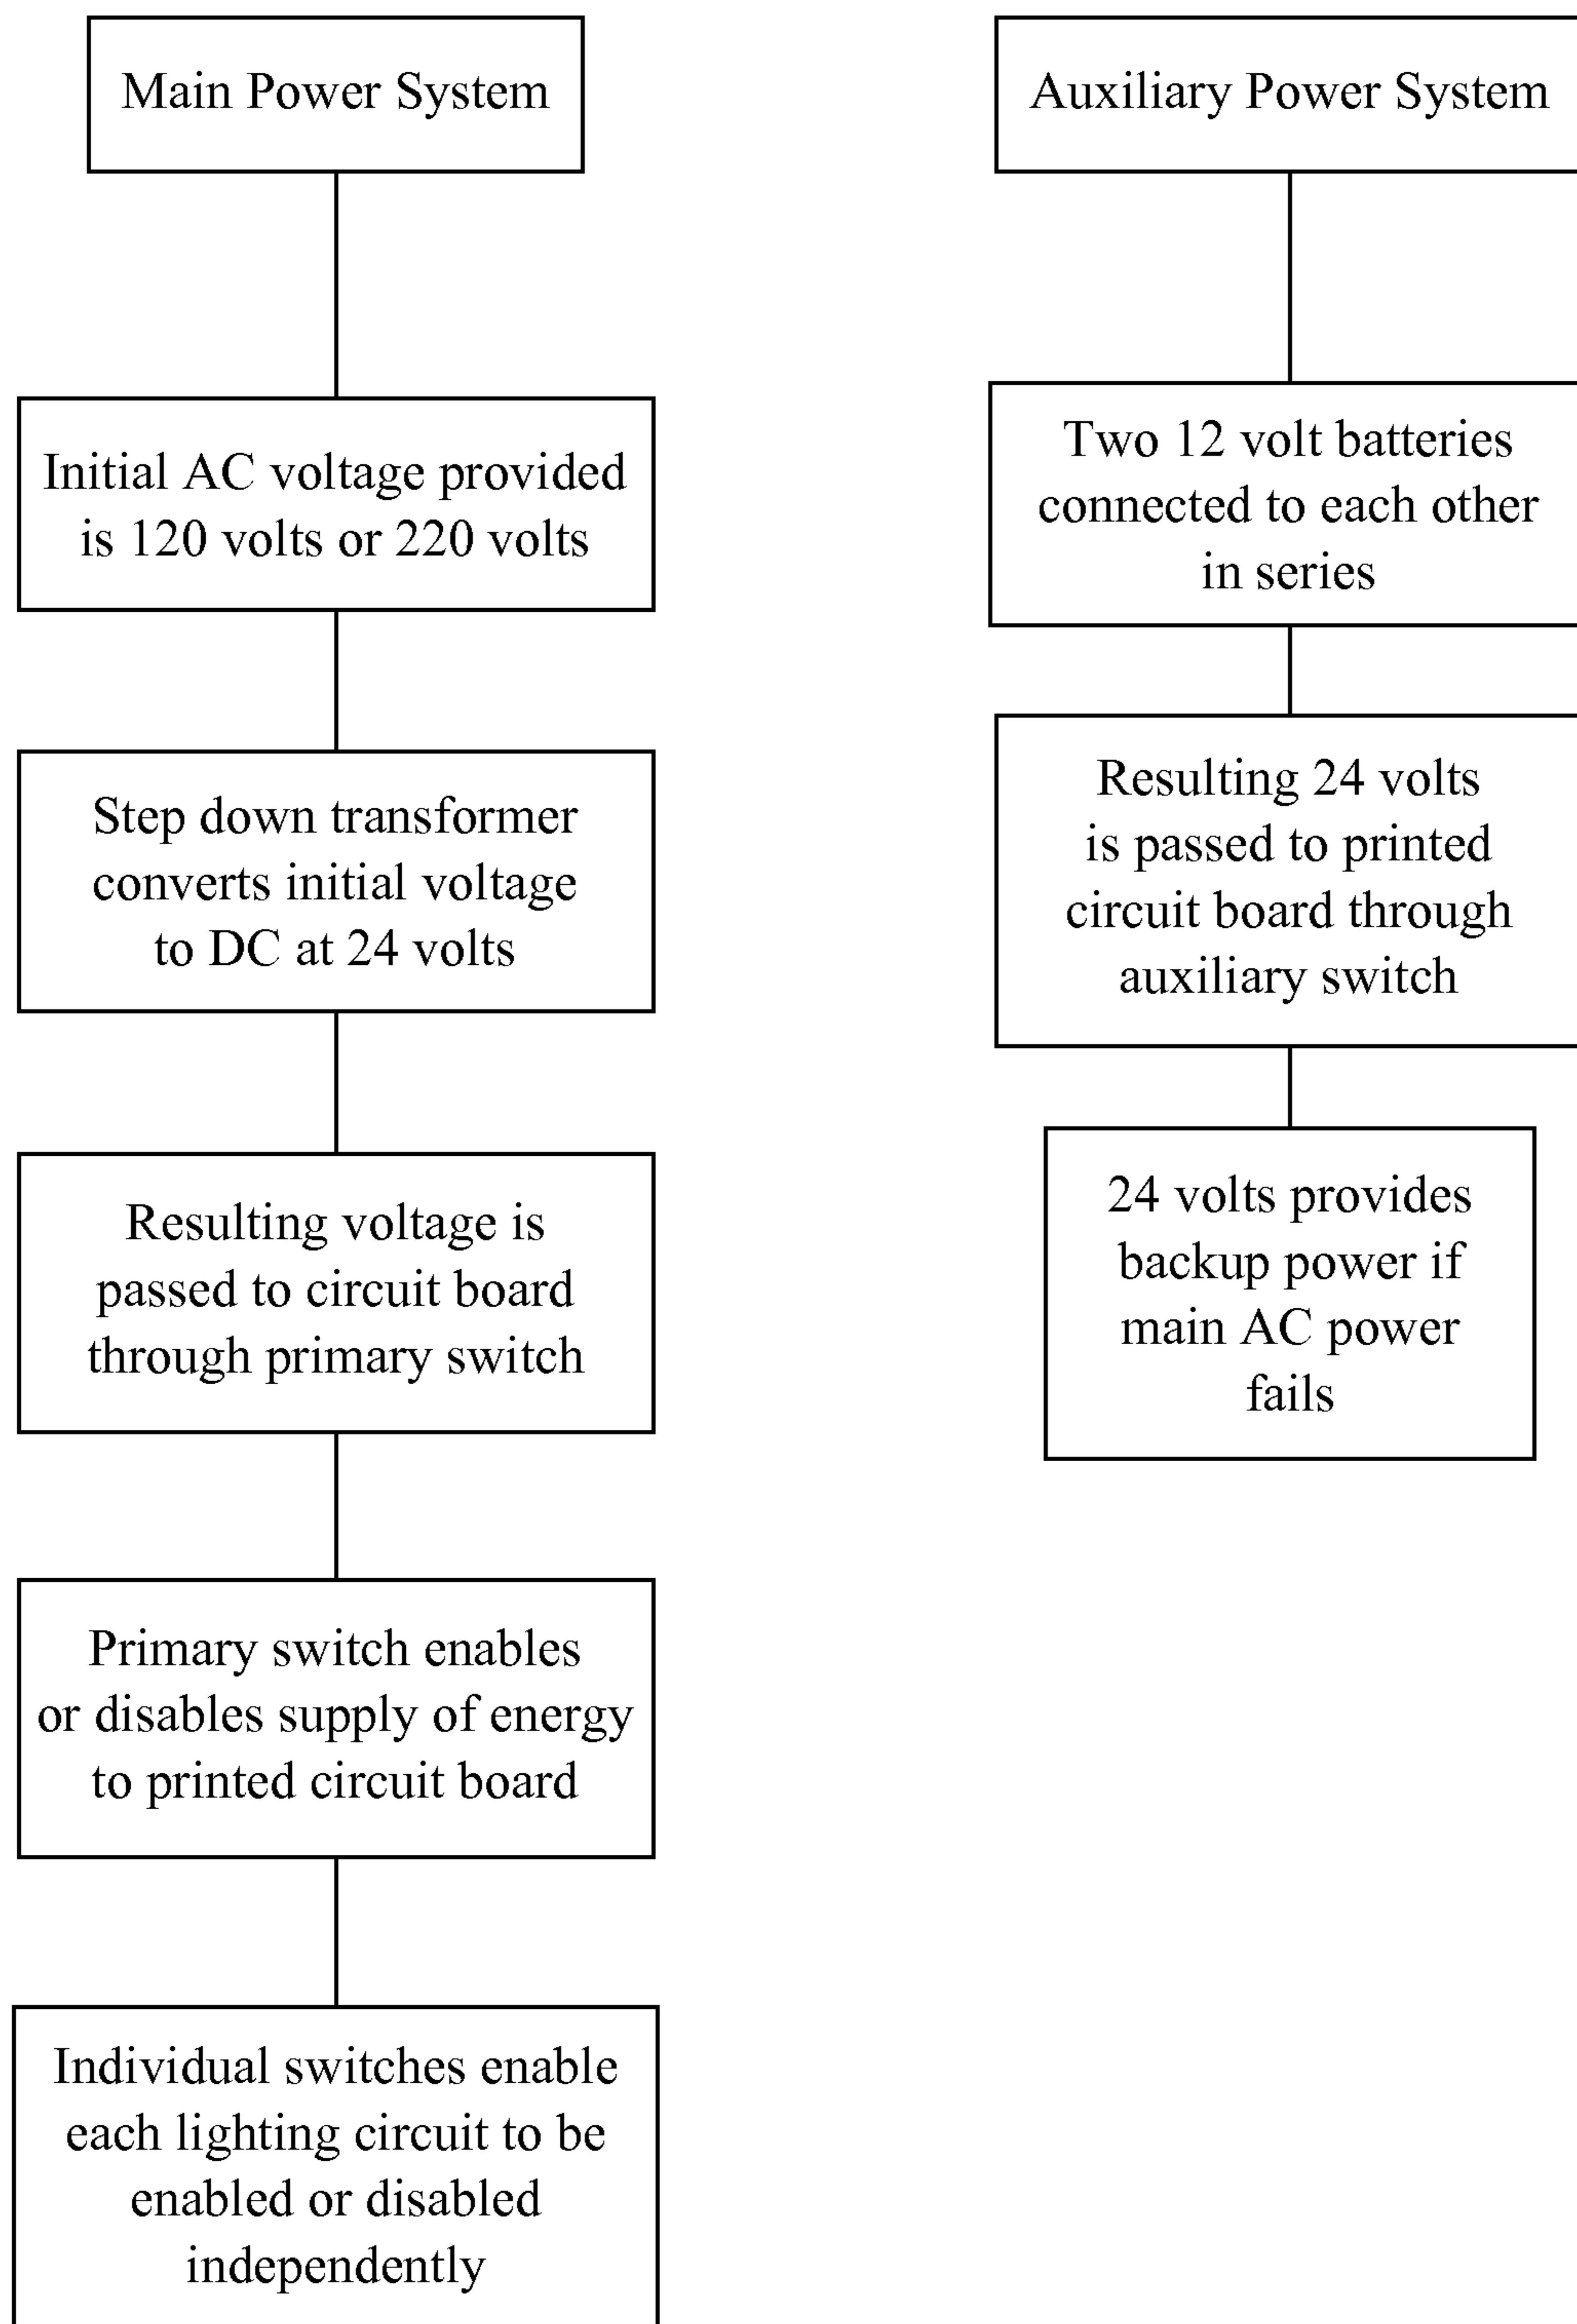 Main Power System
Initial AC voltage provided
is 120 volts or 220 volts
Step down transformer
converts initial voltage
to DC at 24 volts
Resulting voltage is
passed to circuit board
through primary switch
Primary switch enables
or disables supply of energy
to printed circuit board
Individual switches enable
each lighting circuit to be
enabled or disabled
independently
Auxiliary Power System
Two 12 volt batteries
connected to each other
in series
Resulting 24 volts
is passed to printed
circuit board through
auxiliary switch
24 volts provides
backup power if
main AC power
fails